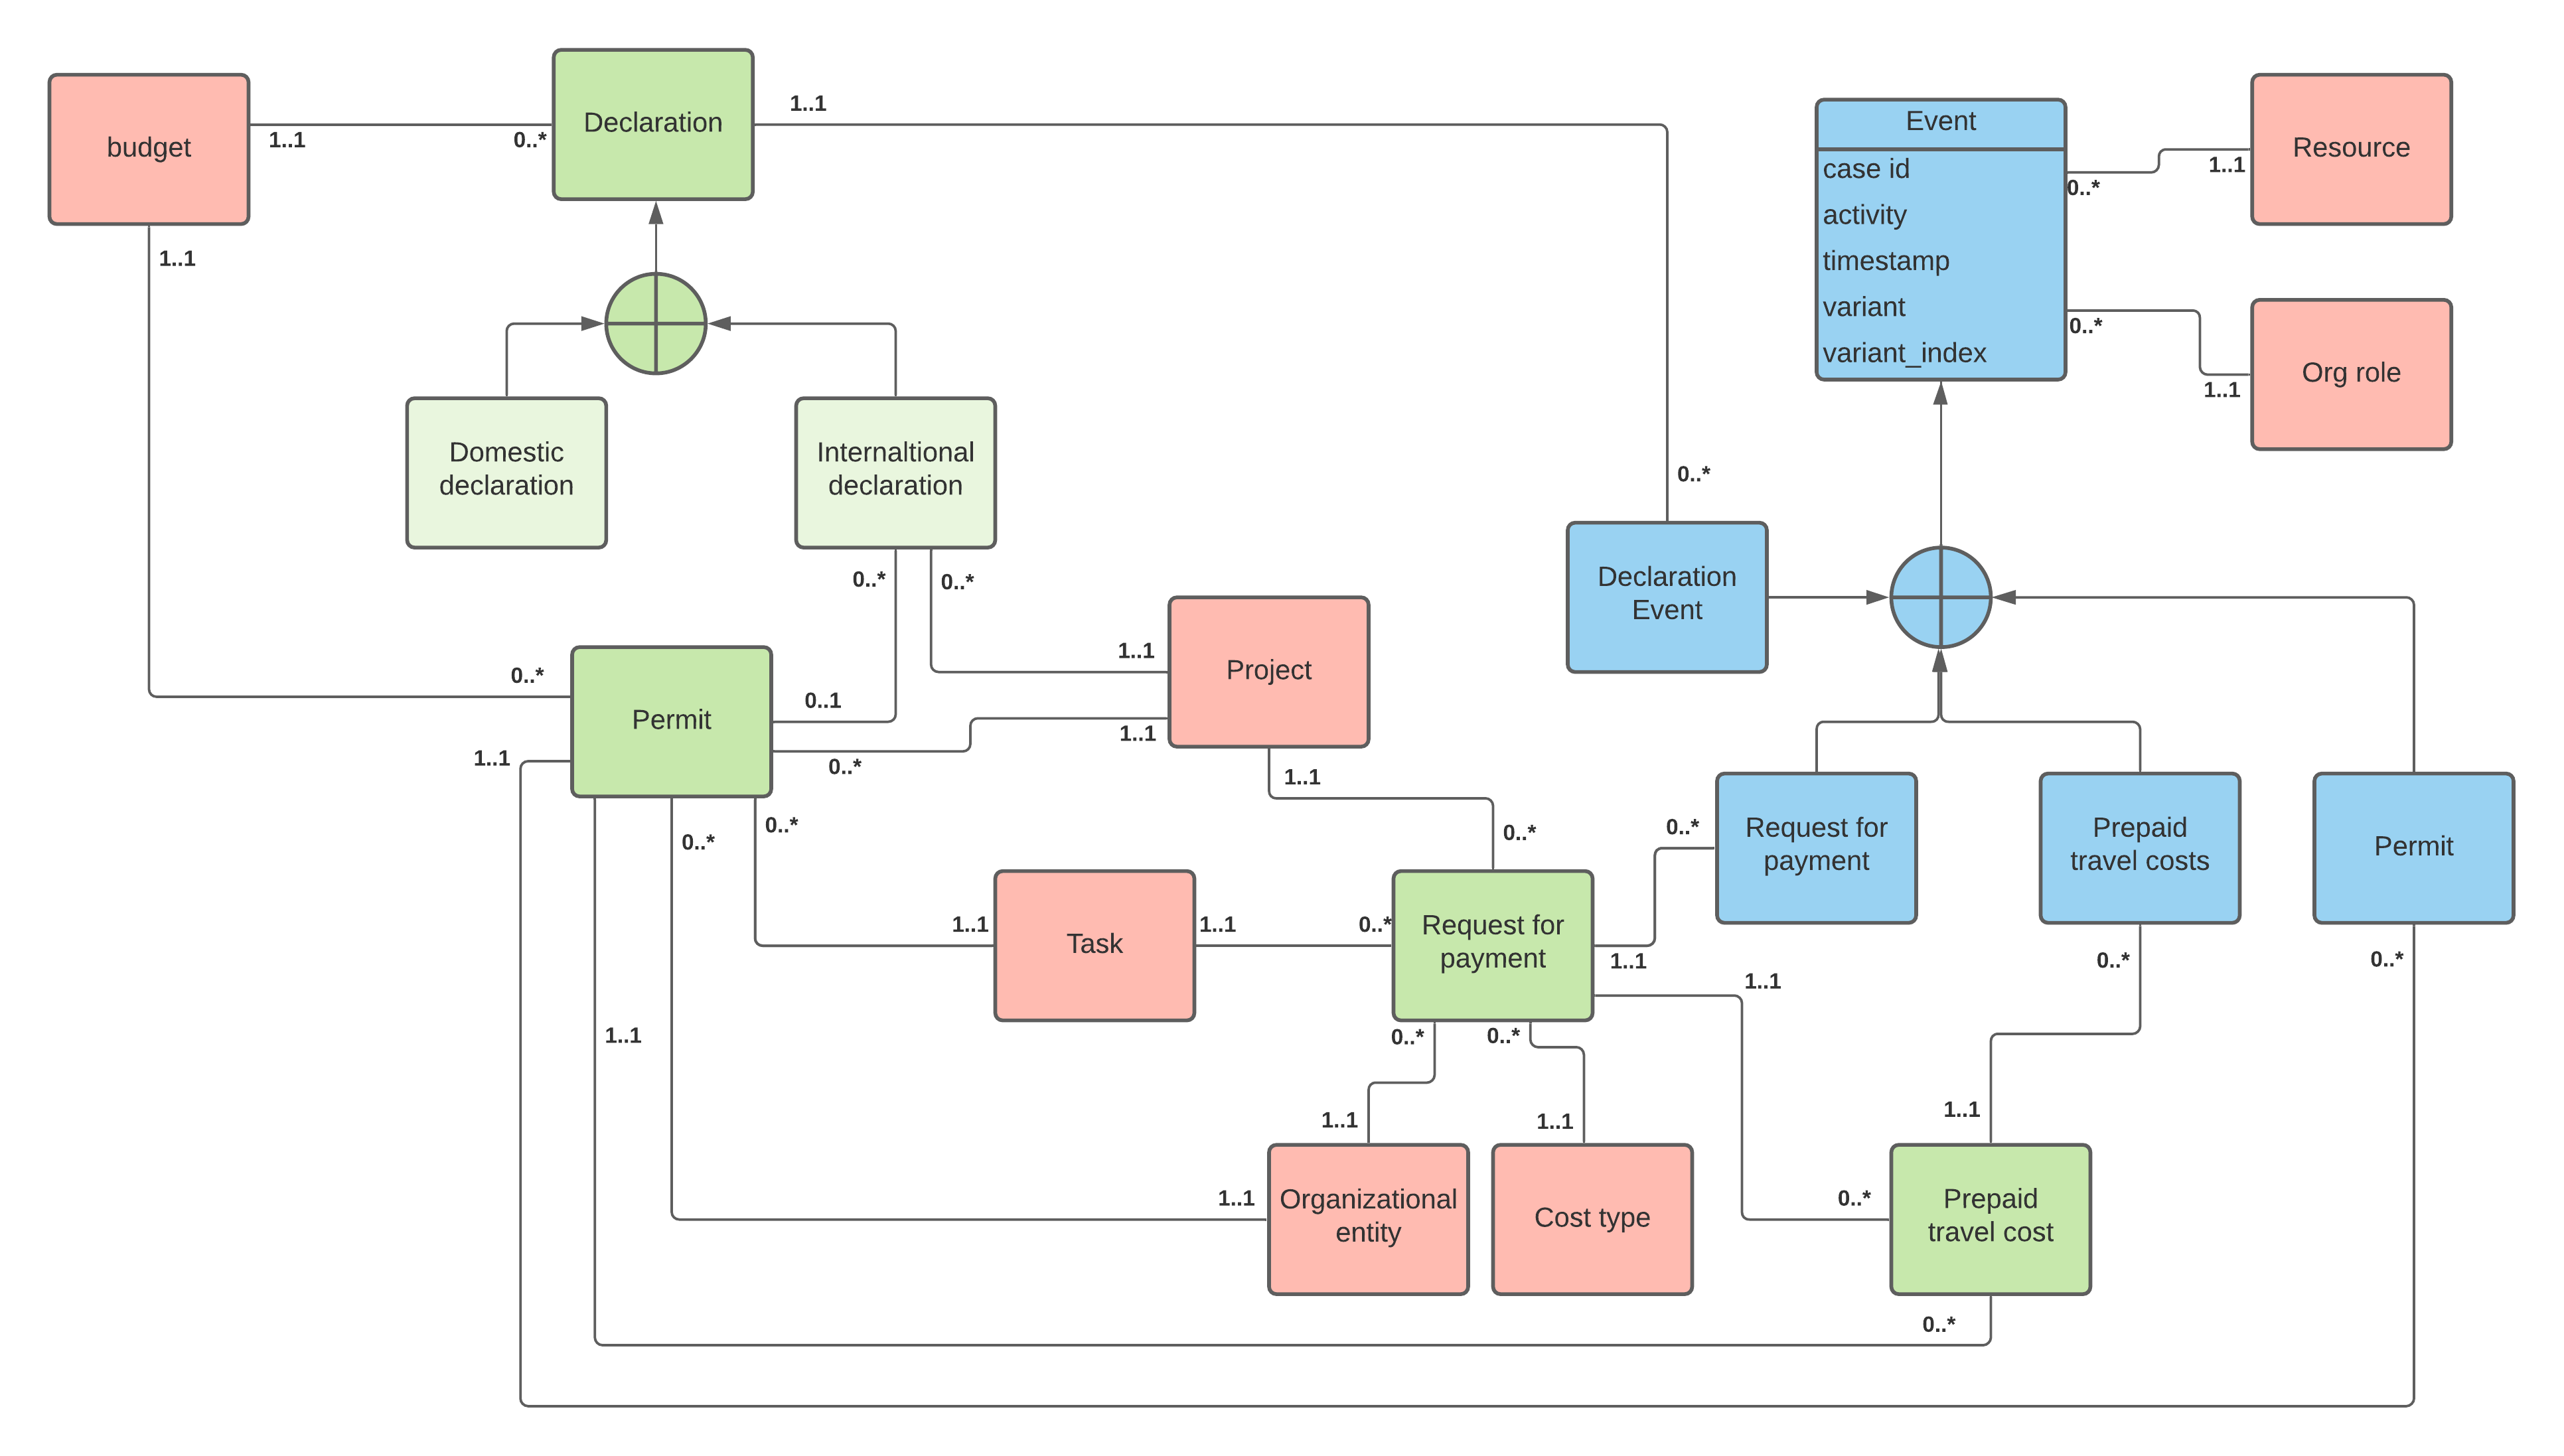 budget
1..1
0..*
Declaration
1..1
Event
case id
activity
timestamp
variant
variant_index
0..*
1..1
Resource
0..*
1..1
Org role
1..1
Domestic
declaration
Internaltional
declaration
0..*
Declaration
Event
0..*
0..*
1..1
Project
0..*
Permit
0..1
0..*
1..1
1..1
1..1
0..*
0..*
0..*
0..*
1..1
Task
1..1
0..*
Request for
payment
0..*
1..1
1..1
Request for
payment
Prepaid
travel costs
Permit
0..*
0..*
1..1
0..*
0..*
1..1
1..1
1..1
1..1
Organizational
entity
Cost type
0..*
Prepaid
travel cost
0..*